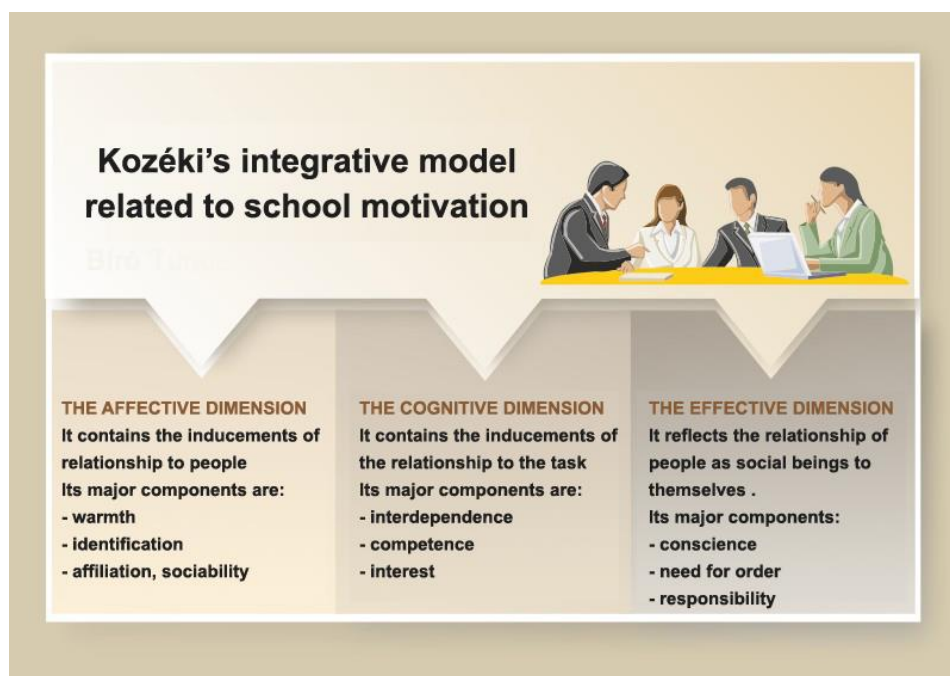 Kozéki's integrative model
related to school motivation
THE AFFECTIVE DIMENSION
It contains the inducements of
relationship to people
Its major components are:
- warmth
- identification
- affiliation, sociability
THE COGNITIVE DIMENSION
It contains the inducements of
the relationship to the task
Its major components are:
- interdependence
- competence
- interest
THE EFFECTIVE DIMENSION
It reflects the relationship of
people as social beings to
themselves .
Its major components:
- conscience
- need for order
- responsibility